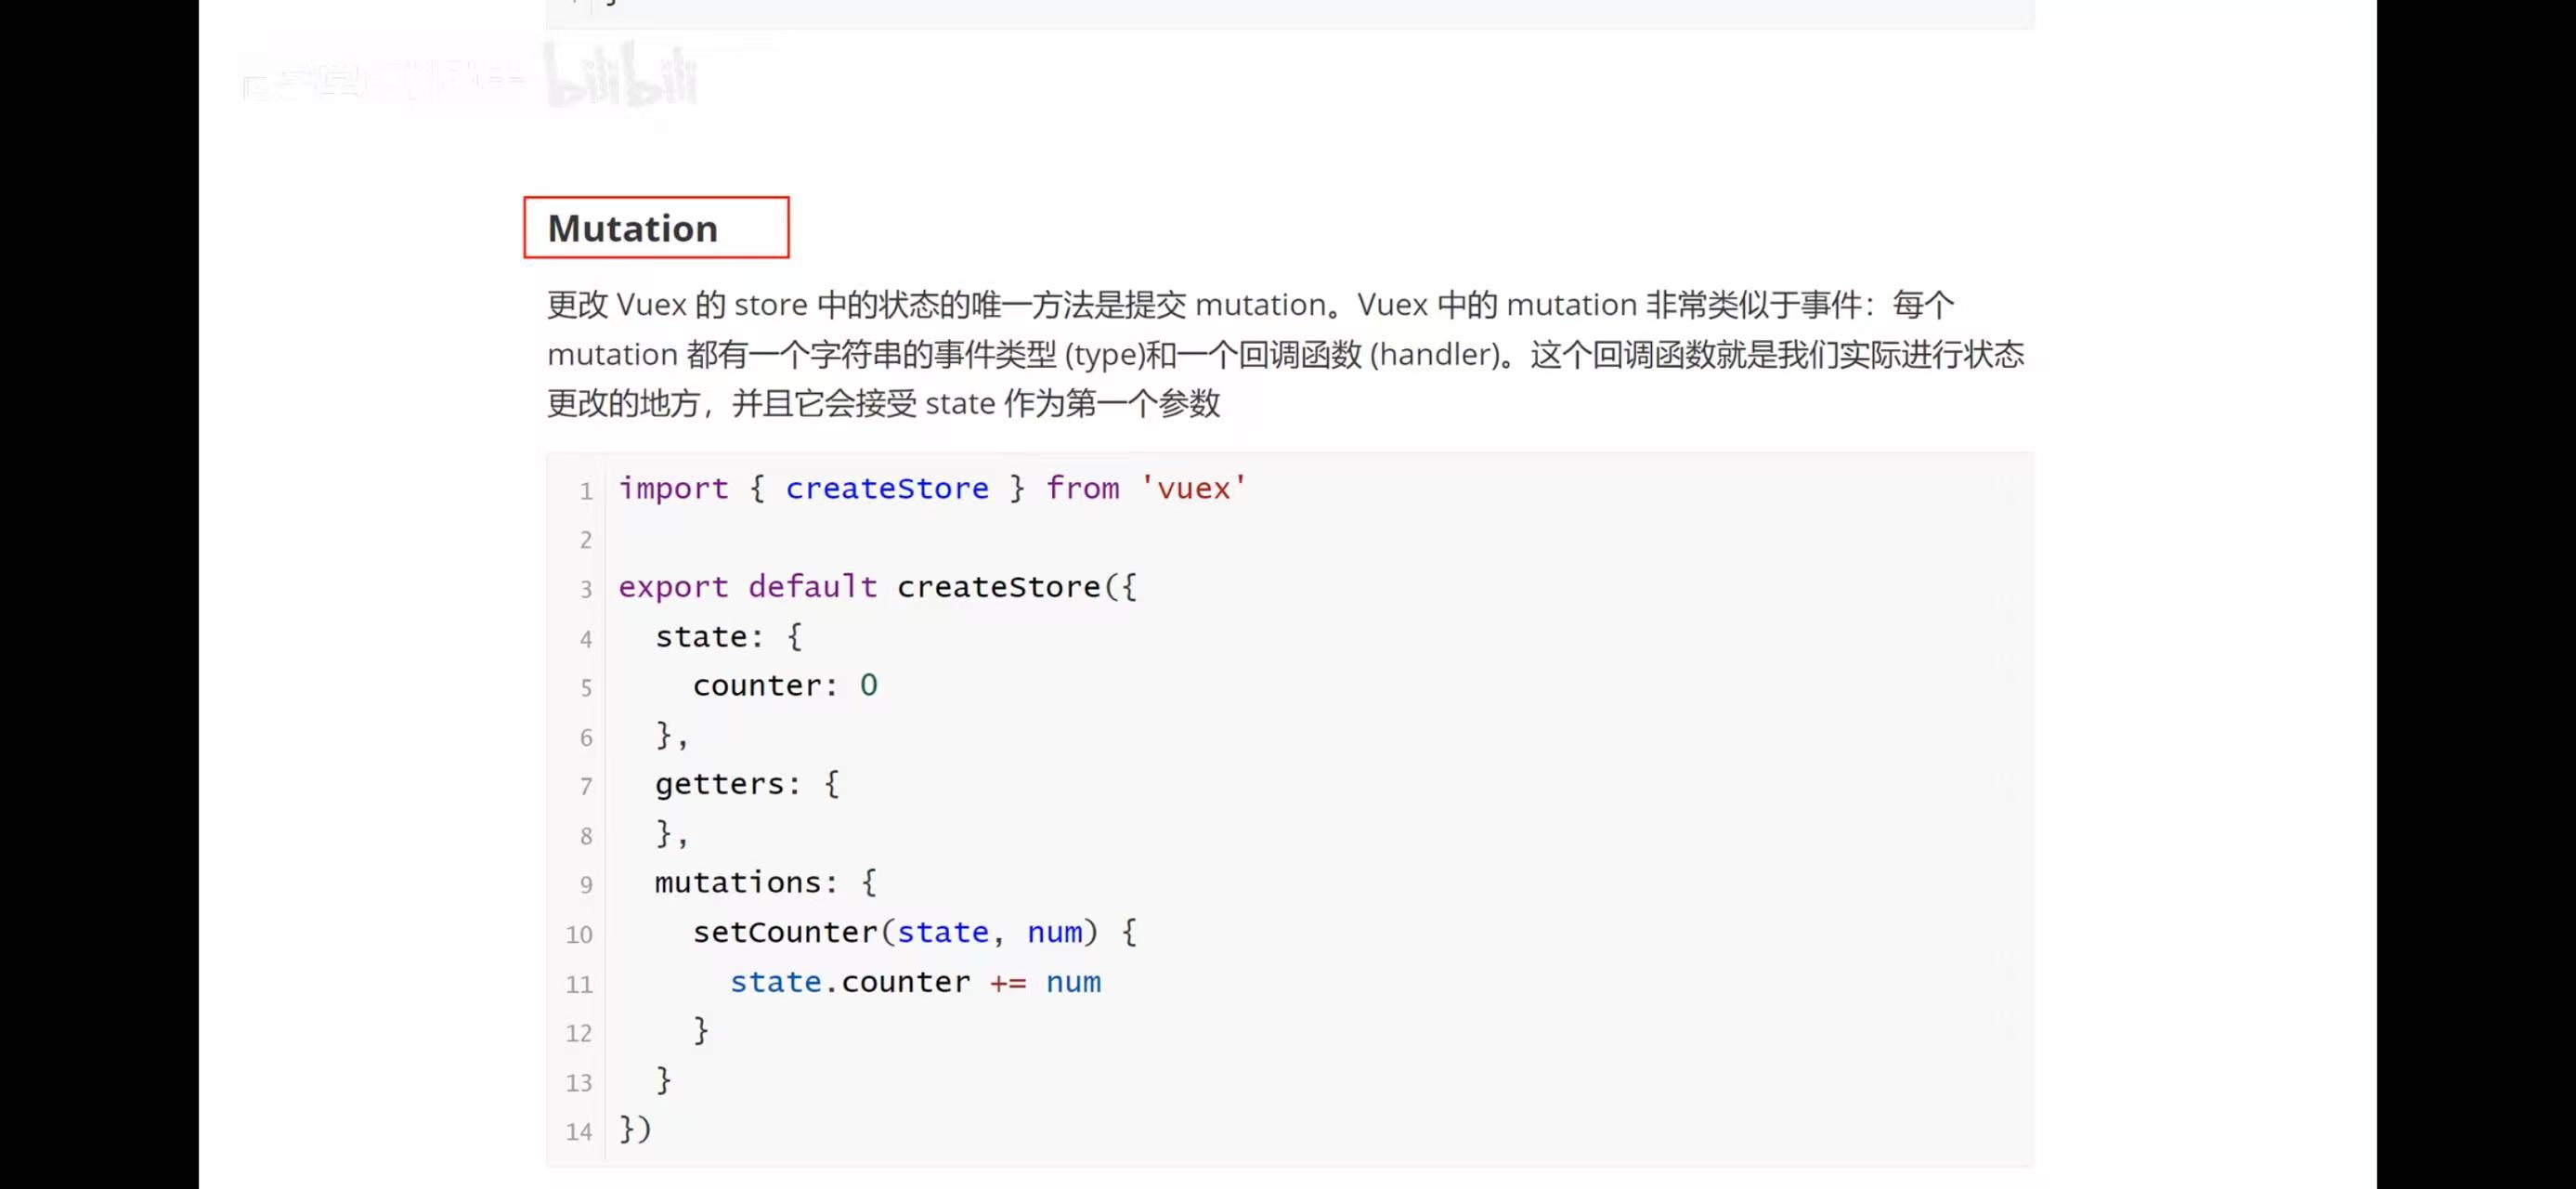 bilibili
Mutation
更改 Vuex 的 store 中的状态的唯一方法是提交 mutation。Vuex 中的 mutation 非常类似于事件：每个
mutation 都有一个字符串的事件类型 (type)和一个回调函数 (handler)。这个回调函数就是我们实际进行状态
更改的地方，并且它会接受 state 作为第一个参数
1 import { createStore } from 'vuex'
2
3 export default createStore({
4   state: {
5     counter: 0
6   },
7   getters: {
8   },
9   mutations: {
10     setCounter(state, num) {
11       state.counter += num
12     }
13   }
14 })